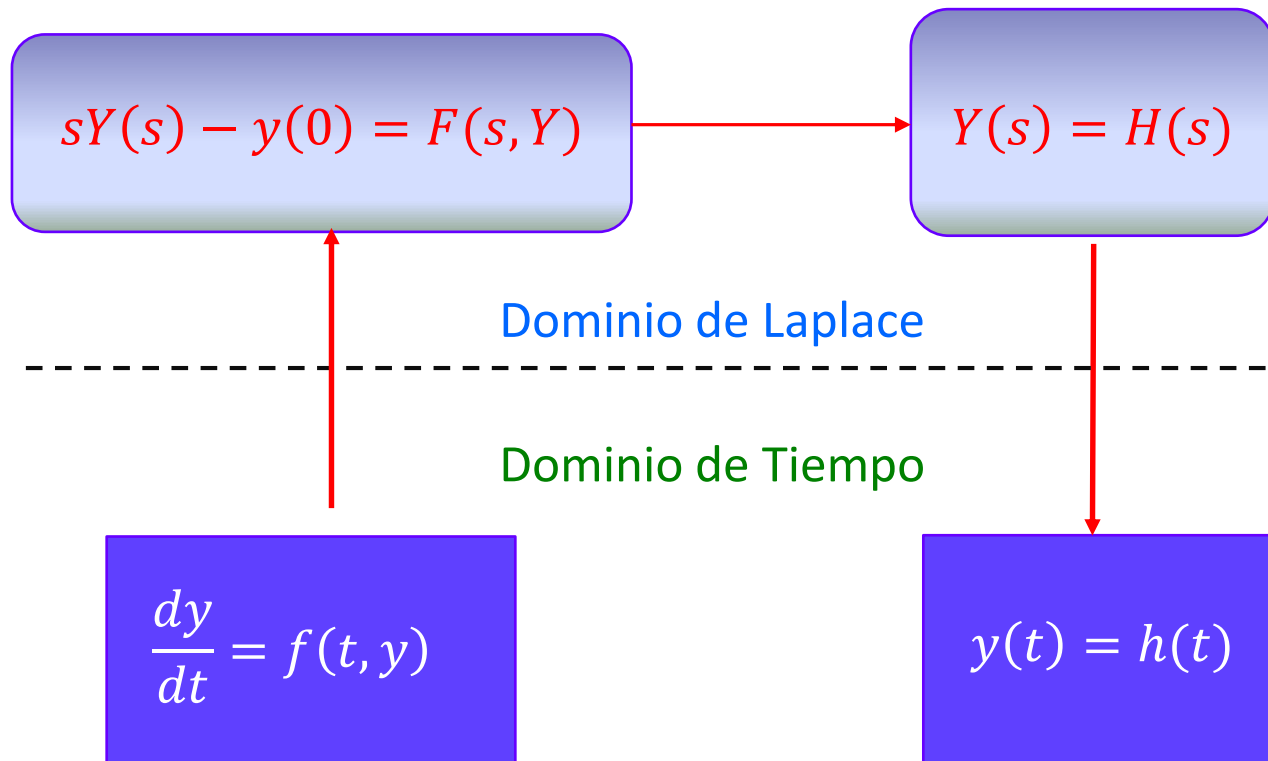 sY(s) − y(0) = F(s, Y)
Y(s) = H(s)
Dominio de Laplace
Dominio de Tiempo
dy/dt = f(t, y)
y(t) = h(t)